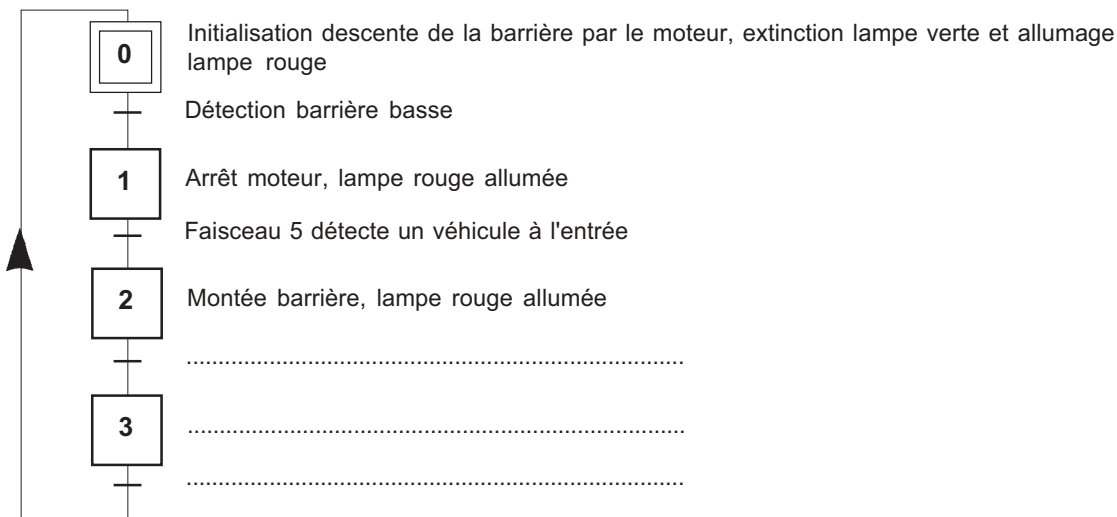 0
Initialisation descente de la barrière par le moteur, extinction lampe verte et allumage
lampe rouge
Détection barrière basse
1
Arrêt moteur, lampe rouge allumée
Faisceau 5 détecte un véhicule à l'entrée
2
Montée barrière, lampe rouge allumée
..............................................................................
3
..............................................................................
..............................................................................